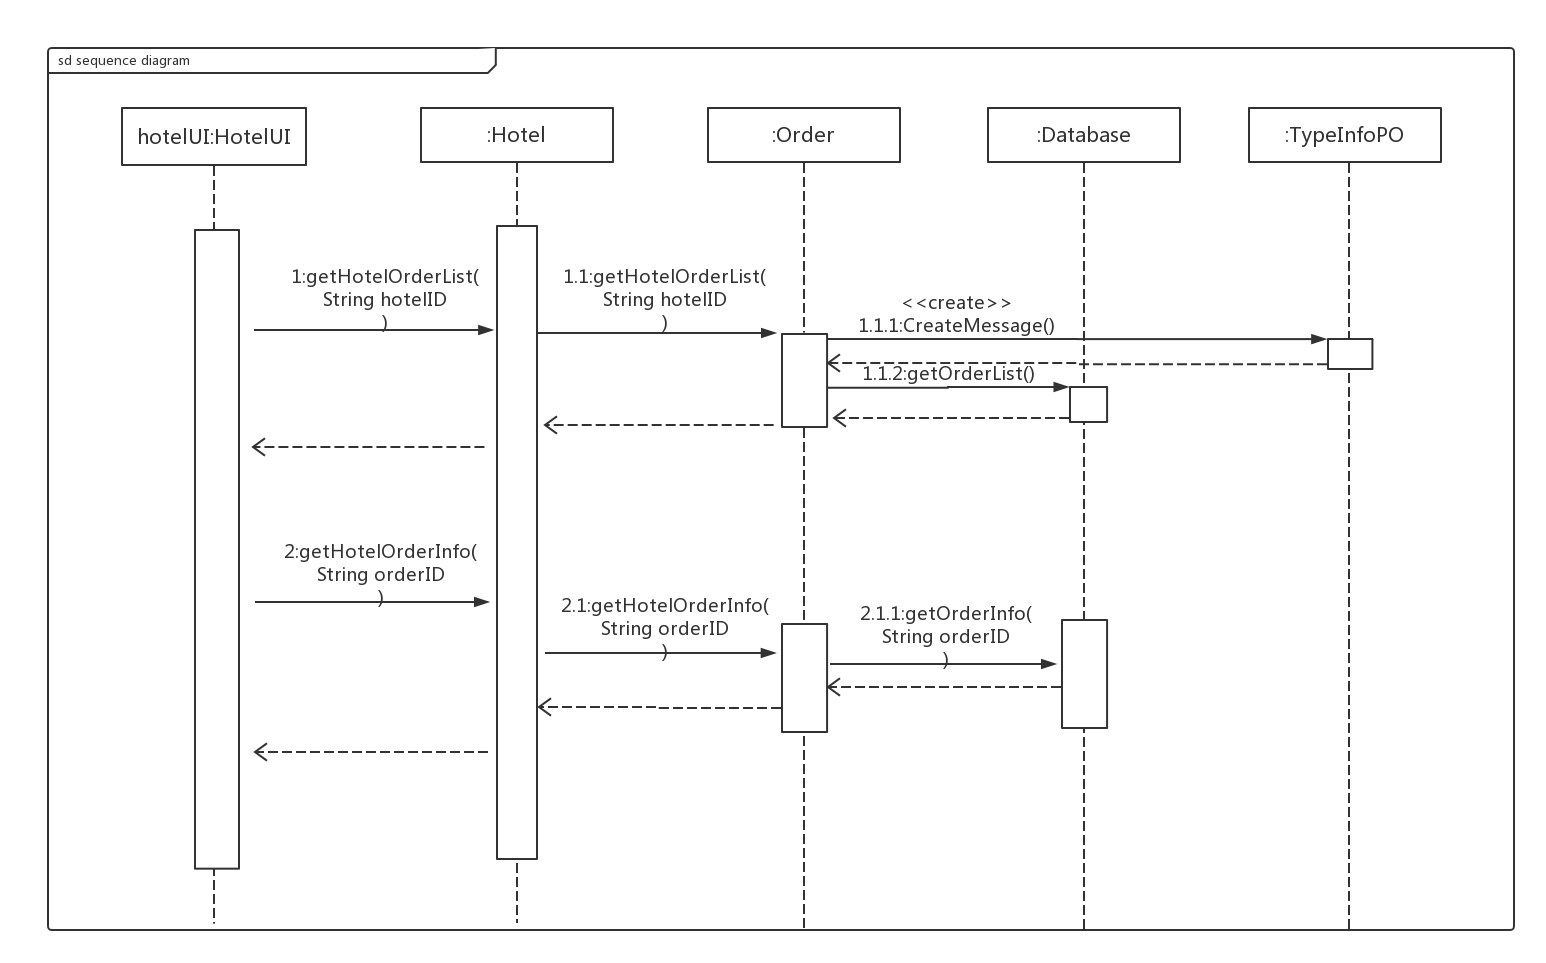 sd sequence diagram
hotelUI:HotelUI
:Hotel
:Order
:Database
:TypeInfoPO
1:getHotelOrderList(
String hotelID
)
1.1:getHotelOrderList(
String hotelID
)
<<create>>
1.1.1:CreateMessage()
1.1.2:getOrderList()
2:getHotelOrderInfo(
String orderID
)
2.1:getHotelOrderInfo(
String orderID
)
2.1.1:getOrderInfo(
String orderID
)